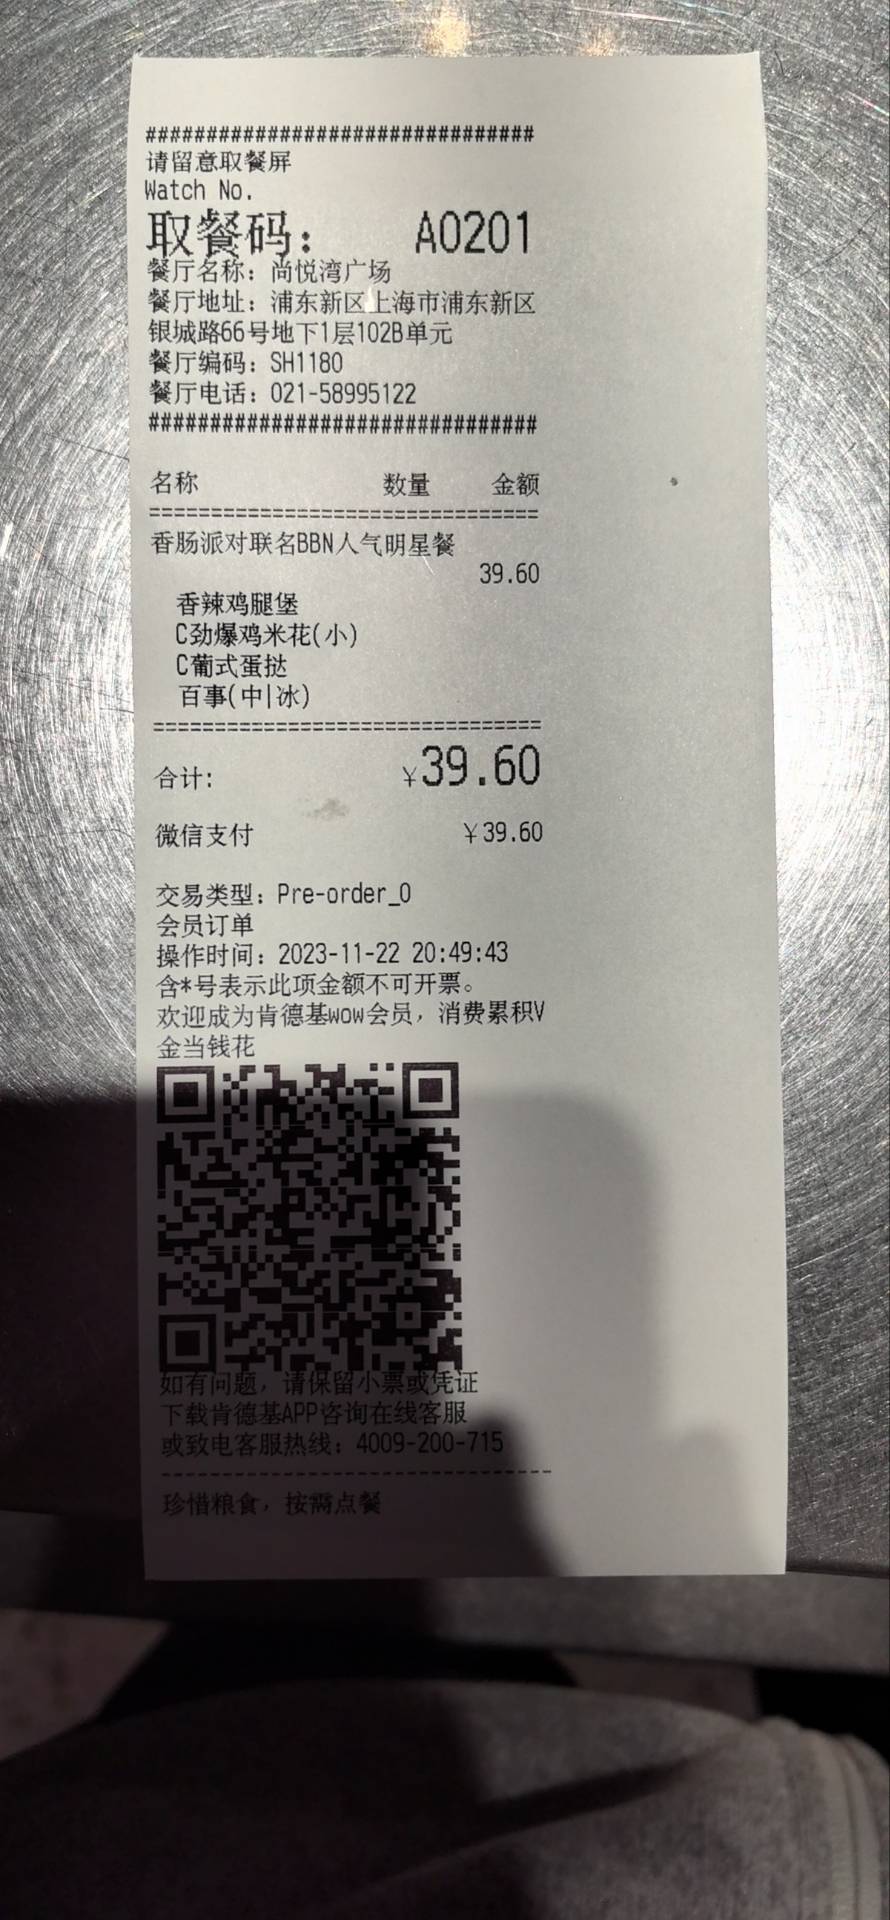 ################################
请留意取餐屏
Watch No.
取餐码： A0201
餐厅名称：尚悦湾广场
餐厅地址：浦东新区上海市浦东新区
银城路66号地下1层102B单元
餐厅编码：SH1180
餐厅电话：021-58995122
################################
名称 数量 金额
================================
香肠派对联名BBN人气明星餐
39.60
香辣鸡腿堡
C劲爆鸡米花(小)
C葡式蛋挞
百事(中|冰)
================================
合计: ￥39.60
微信支付 ￥39.60
交易类型：Pre-order_0
会员订单
操作时间：2023-11-22 20:49:43
含*号表示此项金额不可开票。
欢迎成为肯德基wow会员，消费累积V
金当钱花
如有问题，请保留小票或凭证
下载肯德基APP咨询在线客服
或致电客服热线：4009-200-715
--------------------------------
珍惜粮食，按需点餐